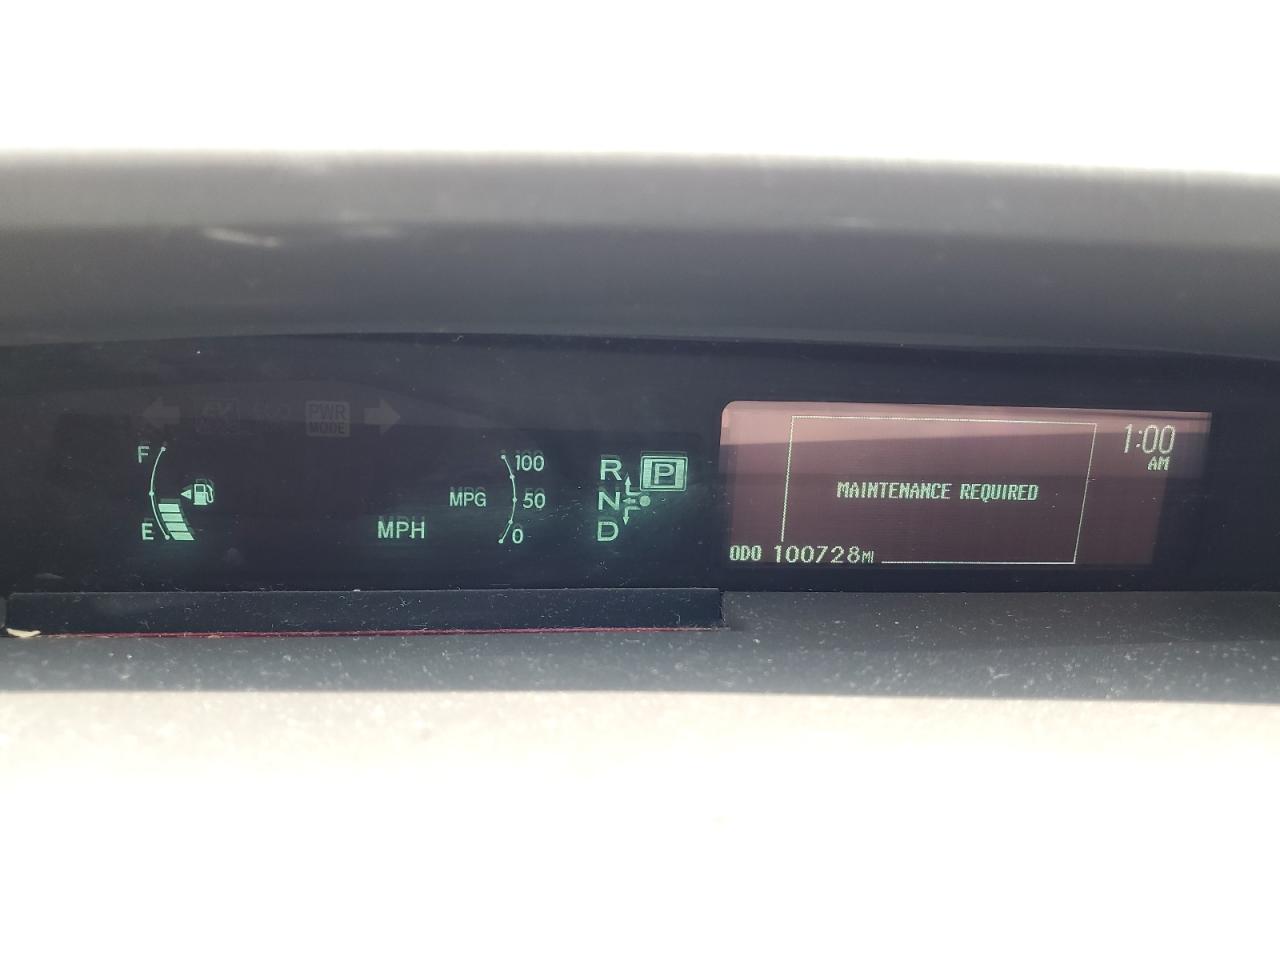 PWR
MODE
F
E
MPH
MPG
100
50
0
R
N
D
P
1:00
AM
MAINTENANCE REQUIRED
ODO 100728MI